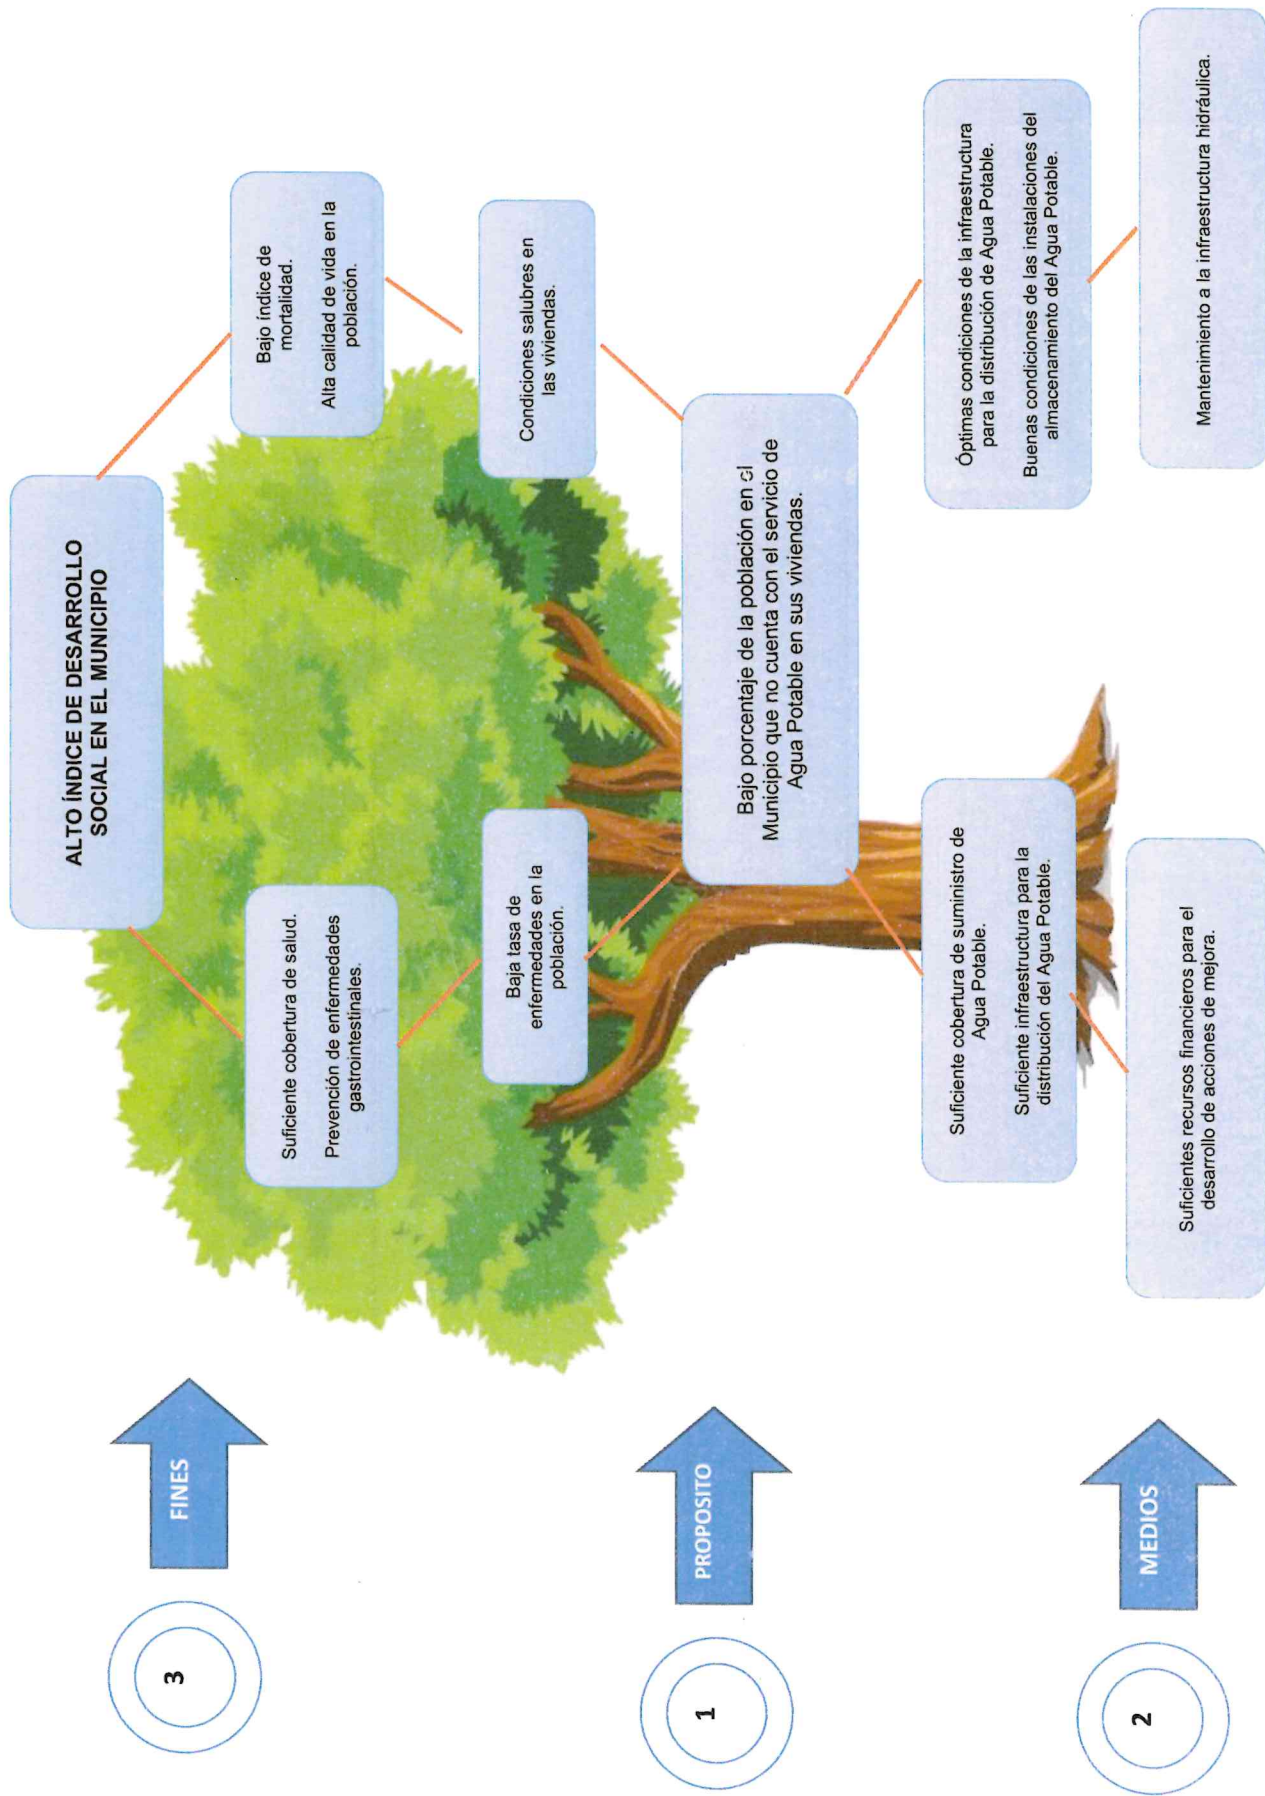 ALTO ÍNDICE DE DESARROLLO
SOCIAL EN EL MUNICIPIO
3
FINES
Suficiente cobertura de salud.
Prevención de enfermedades
gastrointestinales.
Bajo índice de
mortalidad.
Alta calidad de vida en la
población.
Baja tasa de
enfermedades en la
población.
Condiciones salubres en
las viviendas.
1
PROPOSITO
Bajo porcentaje de la población en el
Municipio que no cuenta con el servicio de
Agua Potable en sus viviendas.
2
MEDIOS
Suficiente cobertura de suministro de
Agua Potable.
Suficiente infraestructura para la
distribución del Agua Potable.
Óptimas condiciones de la infraestructura
para la distribución de Agua Potable.
Buenas condiciones de las instalaciones del
almacenamiento del Agua Potable.
Suficientes recursos financieros para el
desarrollo de acciones de mejora.
Mantenimiento a la infraestructura hidráulica.